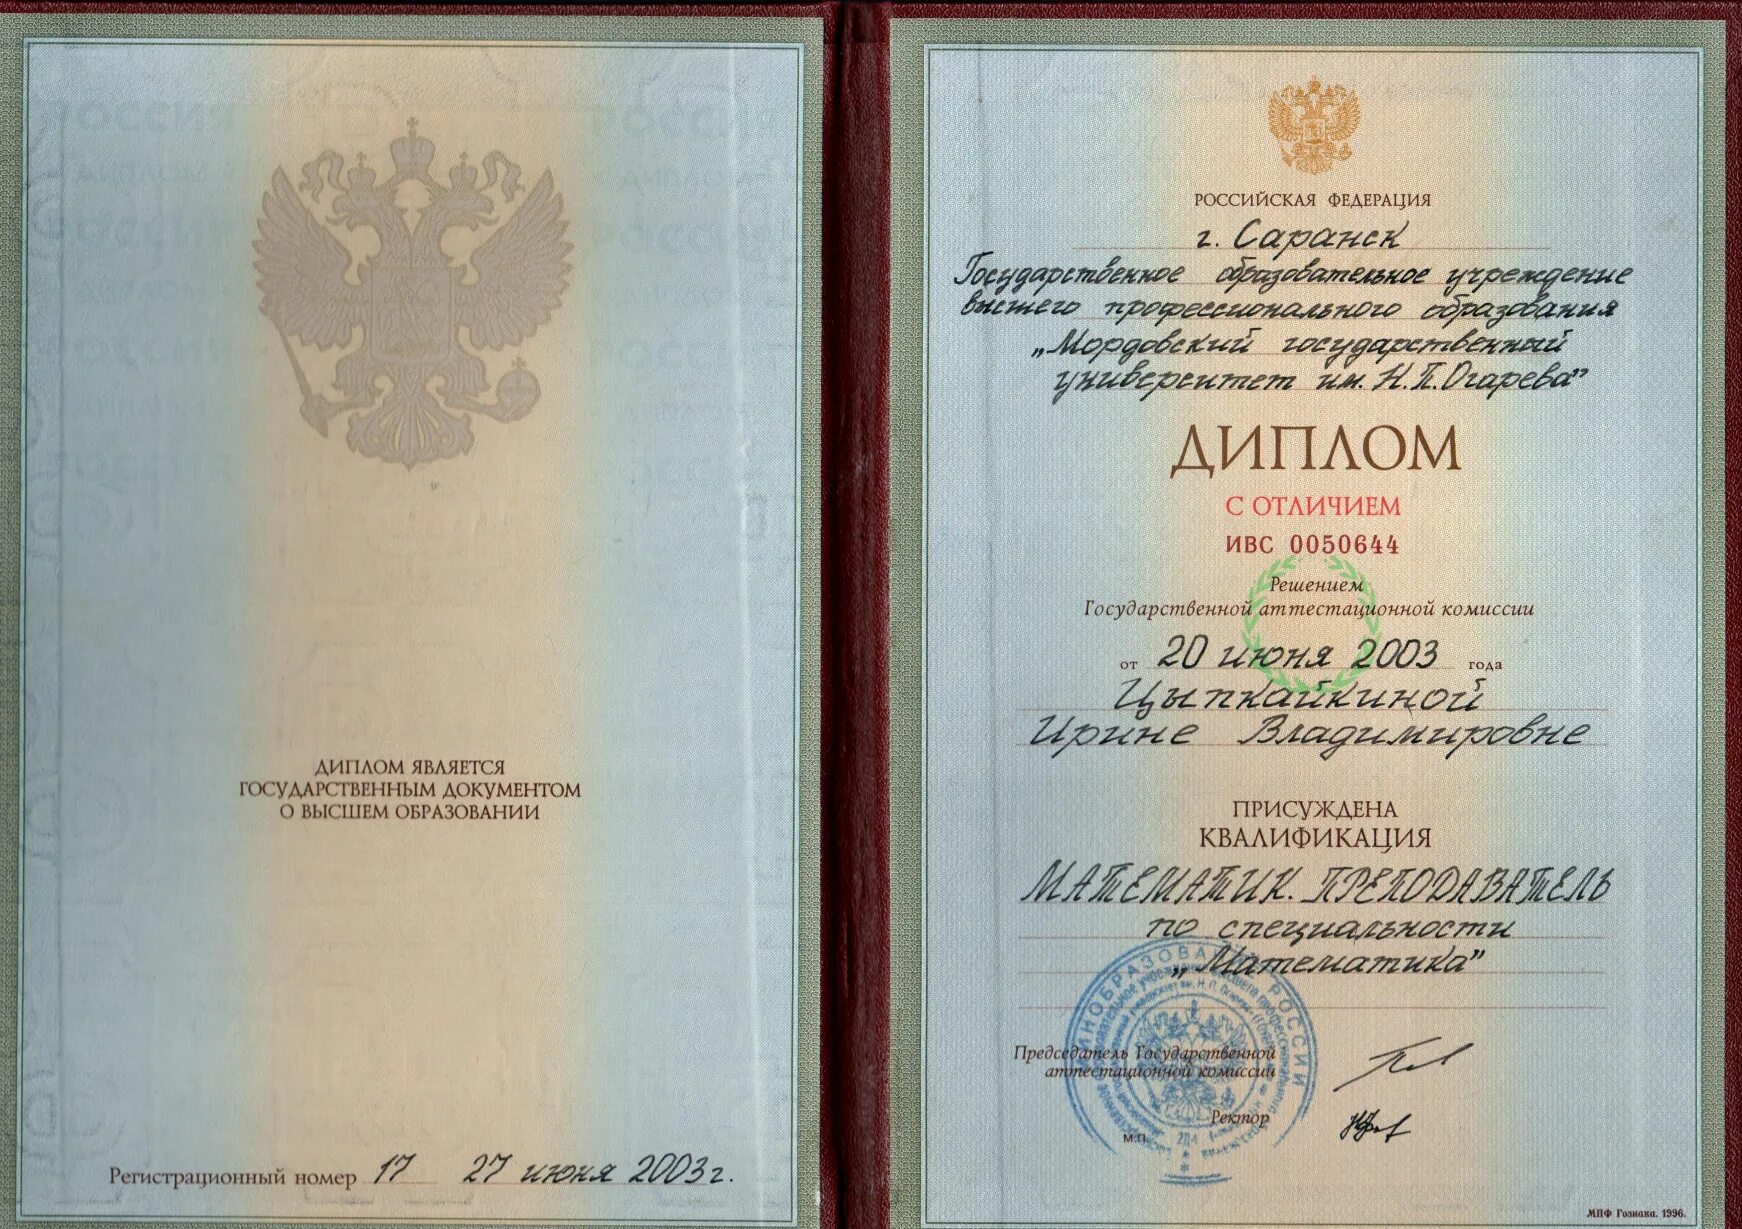 ДИПЛОМ ЯВЛЯЕТСЯ
ГОСУДАРСТВЕННЫМ ДОКУМЕНТОМ
О ВЫСШЕМ ОБРАЗОВАНИИ
Регистрационный номер 17 27 июня 2003г.
РОССИЙСКАЯ ФЕДЕРАЦИЯ
г. Саранск
Государственное образовательное учреждение
высшего профессионального образования
„Мордовский государственный
университет им. Н.П. Огарева"
ДИПЛОМ
С ОТЛИЧИЕМ
ИВС 0050644
Решением
Государственной аттестационной комиссии
от 20 июня 2003 года
Цыпкайкиной
Ирине Владимировне
ПРИСУЖДЕНА
КВАЛИФИКАЦИЯ
МАТЕМАТИК. ПРЕПОДАВАТЕЛЬ
по специальности
„Математика"
Председатель Государственной
аттестационной комиссии
Ректор
М.П.
МИНОБРАЗОВАНИЕ РОССИИ
МПФ Гознака. 1996.